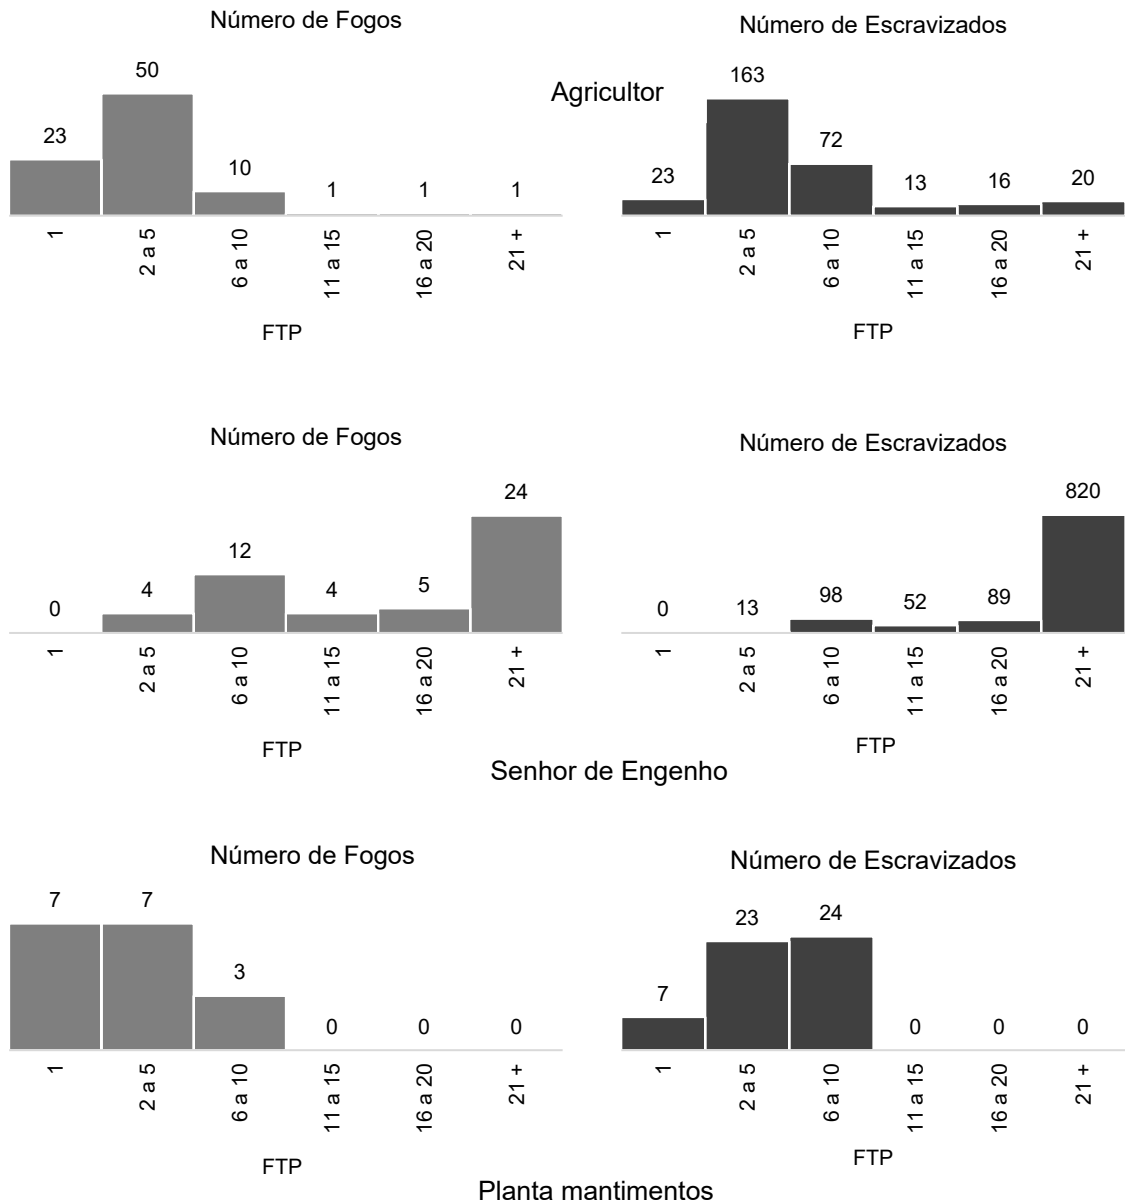 Número de Fogos
Número de Escravizados
Agricultor
23 50 10 1 1 1
1 2 a 5 6 a 10 11 a 15 16 a 20 21 +
FTP
23 163 72 13 16 20
1 2 a 5 6 a 10 11 a 15 16 a 20 21 +
FTP
Número de Fogos
Número de Escravizados
0 4 12 4 5 24
1 2 a 5 6 a 10 11 a 15 16 a 20 21 +
FTP
0 13 98 52 89 820
1 2 a 5 6 a 10 11 a 15 16 a 20 21 +
FTP
Senhor de Engenho
Número de Fogos
Número de Escravizados
7 7 3 0 0 0
1 2 a 5 6 a 10 11 a 15 16 a 20 21 +
FTP
7 23 24 0 0 0
1 2 a 5 6 a 10 11 a 15 16 a 20 21 +
FTP
Planta mantimentos